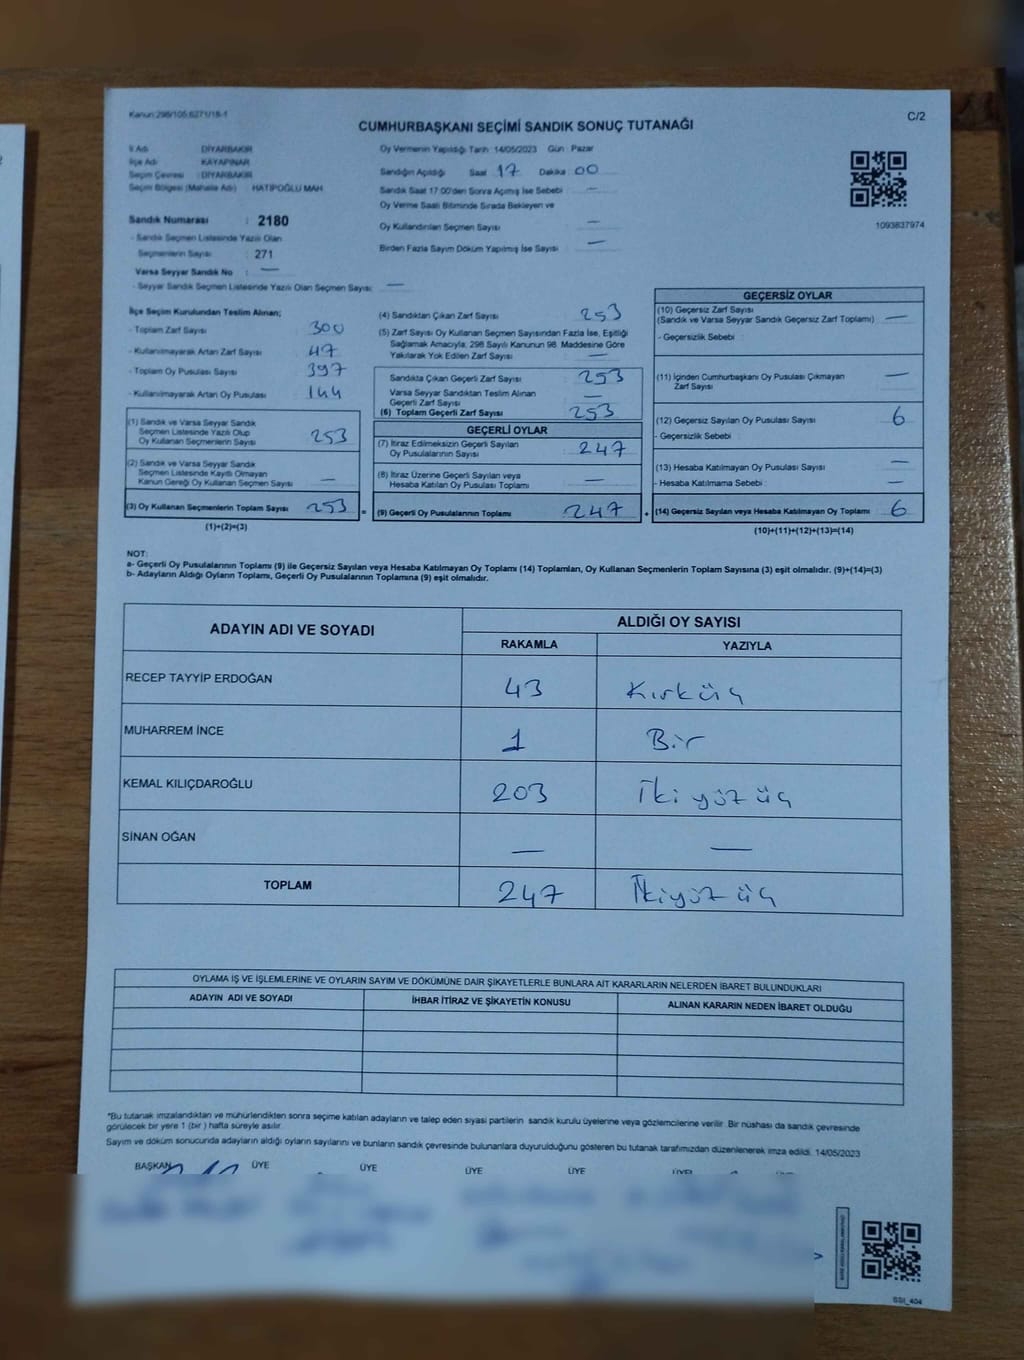 Kanun:298/105,6271/18-1
C/2
CUMHURBAŞKANI SEÇİMİ SANDIK SONUÇ TUTANAĞI
İl Adı : DİYARBAKIR
İlçe Adı : KAYAPINAR
Seçim Çevresi : DİYARBAKIR
Seçim Bölgesi (Mahalle Adı) : HATİPOĞLU MAH.
Sandık Numarası : 2180
- Sandık Seçmen Listesinde Yazılı Olan
Seçmenlerin Sayısı : 271
Varsa Seyyar Sandık No : —
- Seyyar Sandık Seçmen Listesinde Yazılı Olan Seçmen Sayısı: —
Oy Vermenin Yapıldığı Tarih :14/05/2023 Gün : Pazar
Sandığın Açıldığı Saat : 17 Dakika : 00
Sandık Saat 17:00'den Sonra Açımış İse Sebebi : —
Oy Verme Saati Bitiminde Sırada Bekleyen ve
Oy Kullandırılan Seçmen Sayısı : —
Birden Fazla Sayım Döküm Yapılmış İse Sayısı : —
1093837974
İlçe Seçim Kurulundan Teslim Alınan;
- Toplam Zarf Sayısı : 300
- Kullanılmayarak Artan Zarf Sayısı : 47
- Toplam Oy Pusulası Sayısı : 397
- Kullanılmayarak Artan Oy Pusulası : 144
(1) Sandık ve Varsa Seyyar Sandık
Seçmen Listesinde Yazılı Olup
Oy Kullanan Seçmenlerin Sayısı : 253
(2) Sandık ve Varsa Seyyar Sandık
Seçmen Listesinde Kayıtlı Olmayan
Kanun Gereği Oy Kullanan Seçmen Sayısı : —
(3) Oy Kullanan Seçmenlerin Toplam Sayısı : 253
(1)+(2)=(3)
(4) Sandıktan Çıkan Zarf Sayısı : 253
(5) Zarf Sayısı Oy Kullanan Seçmen Sayısından Fazla İse, Eşitliği
Sağlamak Amacıyla; 298 Sayılı Kanunun 98. Maddesine Göre
Yakılarak Yok Edilen Zarf Sayısı : —
Sandıkta Çıkan Geçerli Zarf Sayısı : 253
Varsa Seyyar Sandıktan Teslim Alınan
Geçerli Zarf Sayısı : —
(6) Toplam Geçerli Zarf Sayısı : 253
GEÇERLİ OYLAR
(7) İtiraz Edilmeksizin Geçerli Sayılan
Oy Pusulalarının Sayısı : 247
(8) İtiraz Üzerine Geçerli Sayılan veya
Hesaba Katılan Oy Pusulası Toplamı : —
= (9) Geçerli Oy Pusulalarının Toplamı : 247
GEÇERSİZ OYLAR
(10) Geçersiz Zarf Sayısı :
(Sandık ve Varsa Seyyar Sandık Geçersiz Zarf Toplamı) —
- Geçersizlik Sebebi :
(11) İçinden Cumhurbaşkanı Oy Pusulası Çıkmayan
Zarf Sayısı : —
(12) Geçersiz Sayılan Oy Pusulası Sayısı : 6
- Geçersizlik Sebebi :
(13) Hesaba Katılmayan Oy Pusulası Sayısı : —
- Hesaba Katılmama Sebebi : —
+ (14) Geçersiz Sayılan veya Hesaba Katılmayan Oy Toplamı : 6
(10)+(11)+(12)+(13)=(14)
NOT:
a- Geçerli Oy Pusulalarının Toplamı (9) ile Geçersiz Sayılan veya Hesaba Katılmayan Oy Toplamı (14) Toplamları, Oy Kullanan Seçmenlerin Toplam Sayısına (3) eşit olmalıdır. (9)+(14)=(3)
b- Adayların Aldığı Oyların Toplamı, Geçerli Oy Pusulalarının Toplamına (9) eşit olmalıdır.
ADAYIN ADI VE SOYADI ALDIĞI OY SAYISI
RAKAMLA YAZIYLA
RECEP TAYYİP ERDOĞAN 43 Kırküç
MUHARREM İNCE 1 Bir
KEMAL KILIÇDAROĞLU 203 İki yüz üç
SİNAN OĞAN — —
TOPLAM 247 İkiyüz üç
OYLAMA İŞ VE İŞLEMLERİNE VE OYLARIN SAYIM VE DÖKÜMÜNE DAİR ŞİKAYETLERLE BUNLARA AİT KARARLARIN NELERDEN İBARET BULUNDUKLARI
ADAYIN ADI VE SOYADI İHBAR İTİRAZ VE ŞİKAYETİN KONUSU ALINAN KARARIN NEDEN İBARET OLDUĞU
*Bu tutanak imzalandıktan ve mühürlendikten sonra seçime katılan adayların ve talep eden siyasi partilerin sandık kurulu üyelerine veya gözlemcilerine verilir. Bir nüshası da sandık çevresinde
görülecek bir yere 1 (bir ) hafta süreyle asılır.
Sayım ve döküm sonucunda adayların aldığı oyların sayılarını ve bunların sandık çevresinde bulunanlara duyurulduğunu gösteren bu tutanak tarafımızdan düzenlenerek imza edildi. 14/05/2023
BAŞKAN ÜYE ÜYE ÜYE ÜYE ÜYE ÜYE
SSI_404